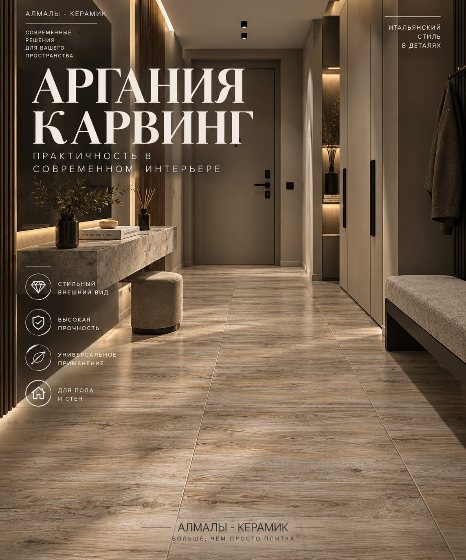 АЛМАЛЫ - КЕРАМИК
СОВРЕМЕННЫЕ
РЕШЕНИЯ
ДЛЯ ВАШЕГО
ПРОСТРАНСТВА
ИТАЛЬЯНСКИЙ
СТИЛЬ
В ДЕТАЛЯХ
АРГАНИЯ
КАРВИНГ
ПРАКТИЧНОСТЬ В
СОВРЕМЕННОМ ИНТЕРЬЕРЕ
СТИЛЬНЫЙ
ВНЕШНИЙ ВИД
ВЫСОКАЯ
ПРОЧНОСТЬ
УНИВЕРСАЛЬНОЕ
ПРИМЕНЕНИЕ
ДЛЯ ПОЛА
И СТЕН
АЛМАЛЫ - КЕРАМИК
БОЛЬШЕ, ЧЕМ ПРОСТО ПЛИТКА